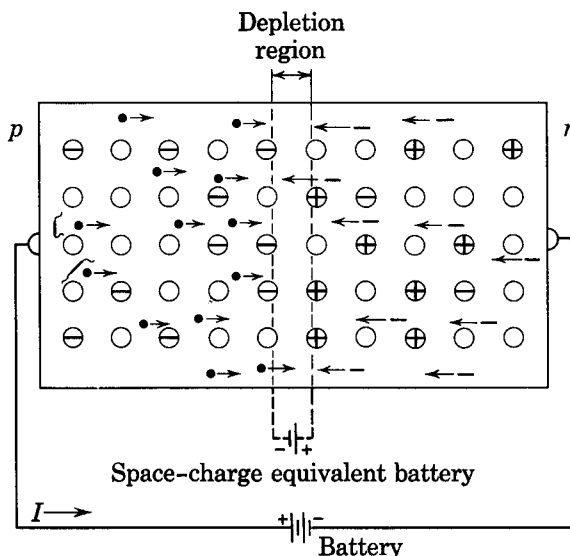 Depletion
region
p
n
- +
Space-charge equivalent battery
I
+ -
Battery